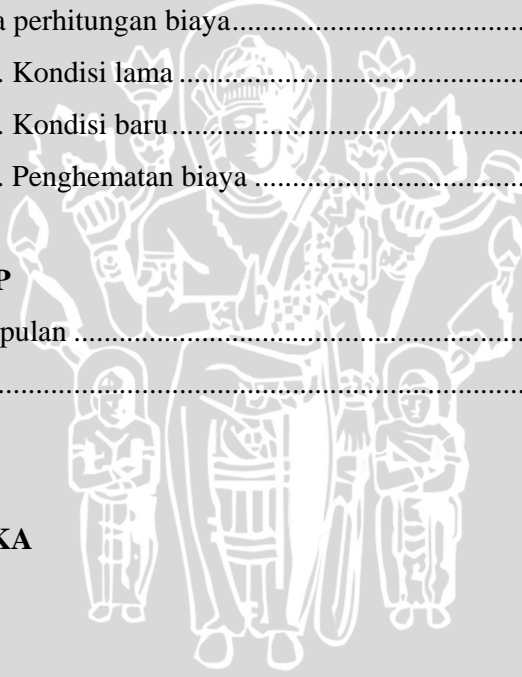 a perhitungan biaya....................................
. Kondisi lama.............................................
. Kondisi baru..............................................
. Penghematan biaya...................................
P
pulan..........................................................
....................................................................
KA